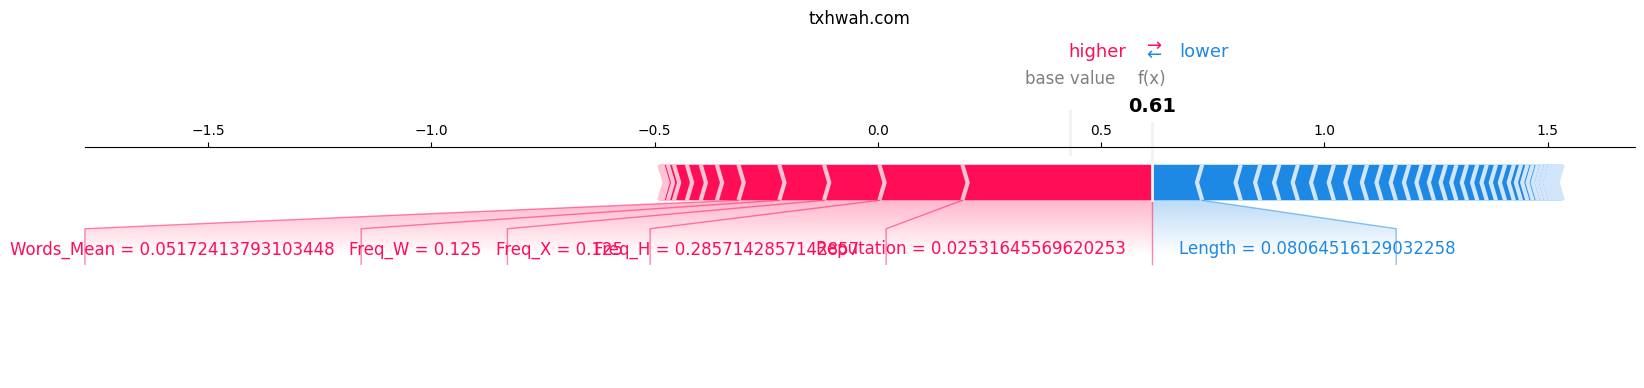 txhwah.com
higher ⇄ lower
base value f(x)
0.61
−1.5 −1.0 −0.5 0.0 0.5 1.0 1.5
Words_Mean = 0.05172413793103448 Freq_W = 0.125 Freq_X = 0.125 Freq_H = 0.2857142857142857 Reputation = 0.02531645569620253 Length = 0.08064516129032258